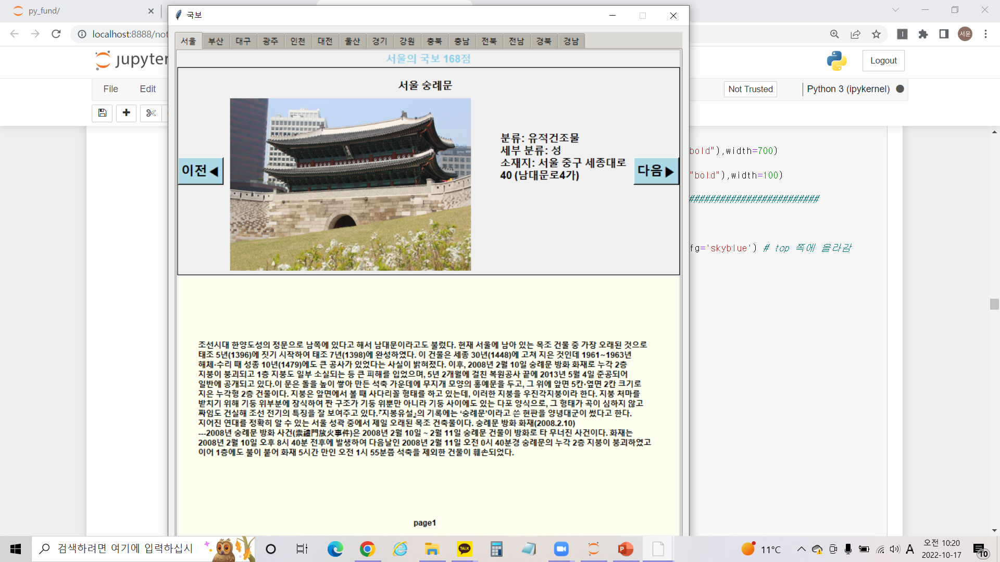 py_fund/
국보
localhost:8888/not
서윤
jupyter
Logout
File
Edit
Not Trusted
Python 3 (ipykernel)
서울
부산
대구
광주
인천
대전
울산
경기
강원
충북
충남
전북
전남
경북
경남
서울의 국보 168점
서울 숭례문
이전◀
분류: 유적건조물
세부 분류: 성
소재지: 서울 중구 세종대로
40 (남대문로4가)
다음▶
bold"),width=700)
"bold"),width=100)
#########################
fg='skyblue') # top 쪽에 올라감
조선시대 한양도성의 정문으로 남쪽에 있다고 해서 남대문이라고도 불렀다. 현재 서울에 남아 있는 목조 건물 중 가장 오래된 것으로
태조 5년(1396)에 짓기 시작하여 태조 7년(1398)에 완성하였다. 이 건물은 세종 30년(1448)에 고쳐 지은 것인데 1961~1963년
해체·수리 때 성종 10년(1479)에도 큰 공사가 있었다는 사실이 밝혀졌다. 이후, 2008년 2월 10일 숭례문 방화 화재로 누각 2층
지붕이 붕괴되고 1층 지붕도 일부 소실되는 등 큰 피해를 입었으며, 5년 2개월에 걸친 복원공사 끝에 2013년 5월 4일 준공되어
일반에 공개되고 있다.이 문은 돌을 높이 쌓아 만든 석축 가운데에 무지개 모양의 홍예문을 두고, 그 위에 앞면 5칸·옆면 2칸 크기로
지은 누각형 2층 건물이다. 지붕은 앞면에서 볼 때 사다리꼴 형태를 하고 있는데, 이러한 지붕을 우진각지붕이라 한다. 지붕 처마를
받치기 위해 기둥 위부분에 장식하여 짠 구조가 기둥 위뿐만 아니라 기둥 사이에도 있는 다포 양식으로, 그 형태가 곡이 심하지 않고
짜임도 건실해 조선 전기의 특징을 잘 보여주고 있다.『지봉유설』의 기록에는 ‘숭례문’이라고 쓴 현판을 양녕대군이 썼다고 한다.
지어진 연대를 정확히 알 수 있는 서울 성곽 중에서 제일 오래된 목조 건축물이다. 숭례문 방화 화재(2008.2.10)
---2008년 숭례문 방화 사건(崇禮門放火事件)은 2008년 2월 10일 ~ 2월 11일 숭례문 건물이 방화로 타 무너진 사건이다. 화재는
2008년 2월 10일 오후 8시 40분 전후에 발생하여 다음날인 2008년 2월 11일 오전 0시 40분경 숭례문의 누각 2층 지붕이 붕괴하였고
이어 1층에도 불이 붙어 화재 5시간 만인 오전 1시 55분쯤 석축을 제외한 건물이 훼손되었다.
page1
검색하려면 여기에 입력하십시
TALK
P
11°C
A
오전 10:20
2022-10-17
10